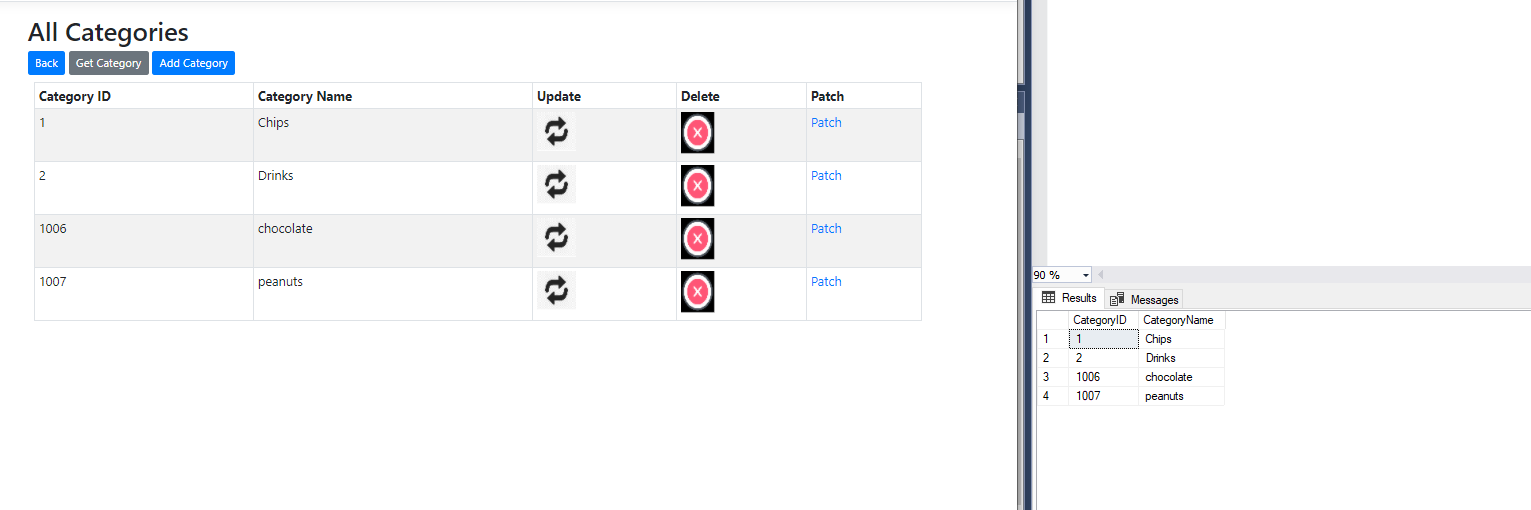 All Categories
Back Get Category Add Category
Category ID Category Name Update Delete Patch
1 Chips X Patch
2 Drinks X Patch
1006 chocolate X Patch
1007 peanuts X Patch
90 %
Results Messages
CategoryID CategoryName
1 1 Chips
2 2 Drinks
3 1006 chocolate
4 1007 peanuts